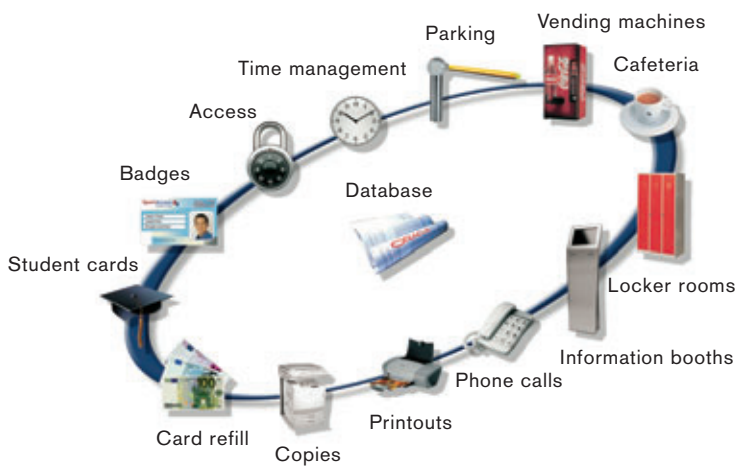 Vending machines
Parking
Cafeteria
Time management
Access
Badges
Database
Student cards
Locker rooms
Information booths
Phone calls
Printouts
Card refill
Copies
100